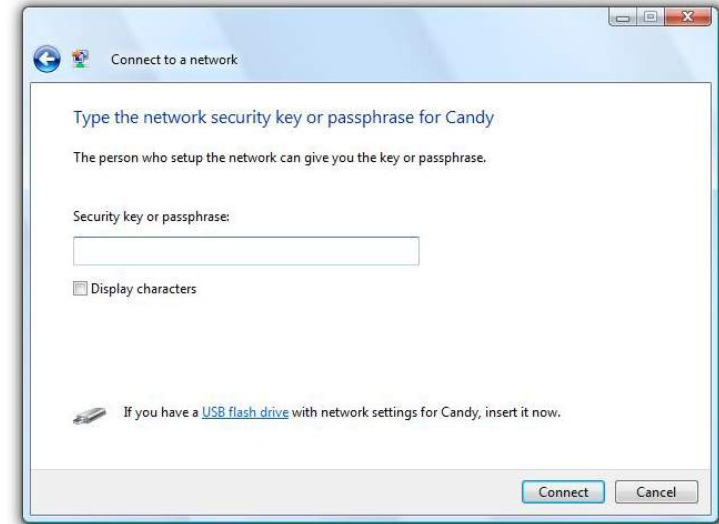 Connect to a network
Type the network security key or passphrase for Candy
The person who setup the network can give you the key or passphrase.
Security key or passphrase:
Display characters
If you have a USB flash drive with network settings for Candy, insert it now.
Connect Cancel